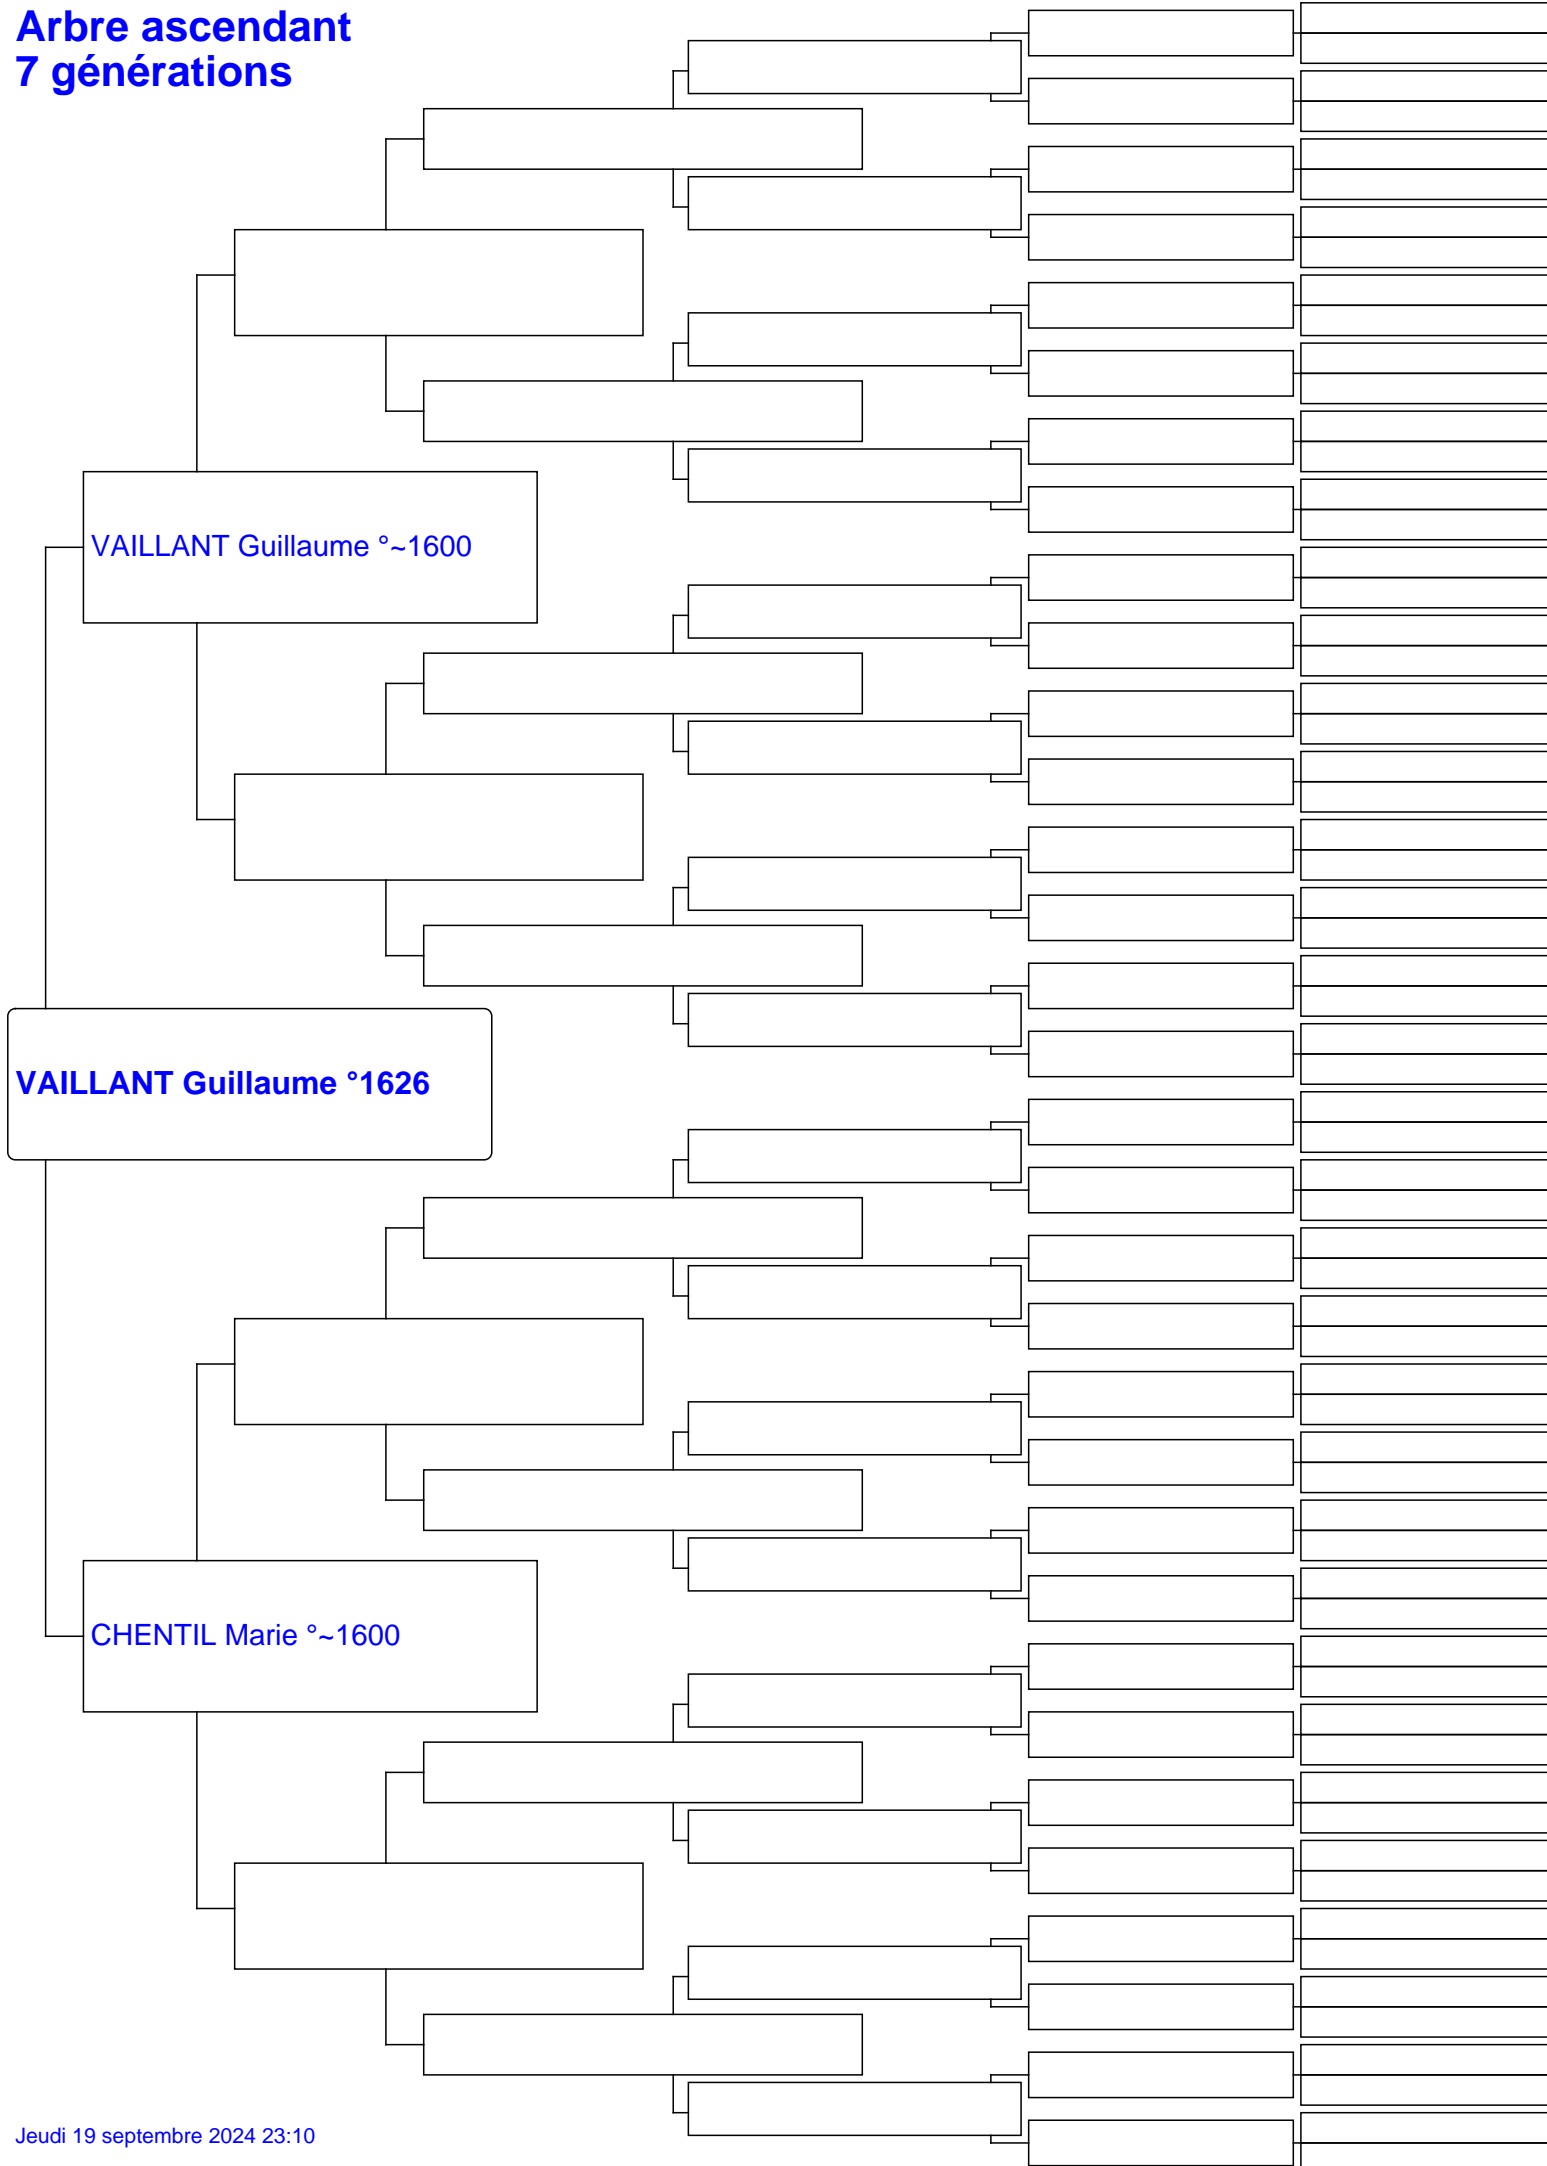 Arbre ascendant
7 générations
VAILLANT Guillaume °~1600
VAILLANT Guillaume °1626
CHENTIL Marie °~1600
Jeudi 19 septembre 2024 23:10